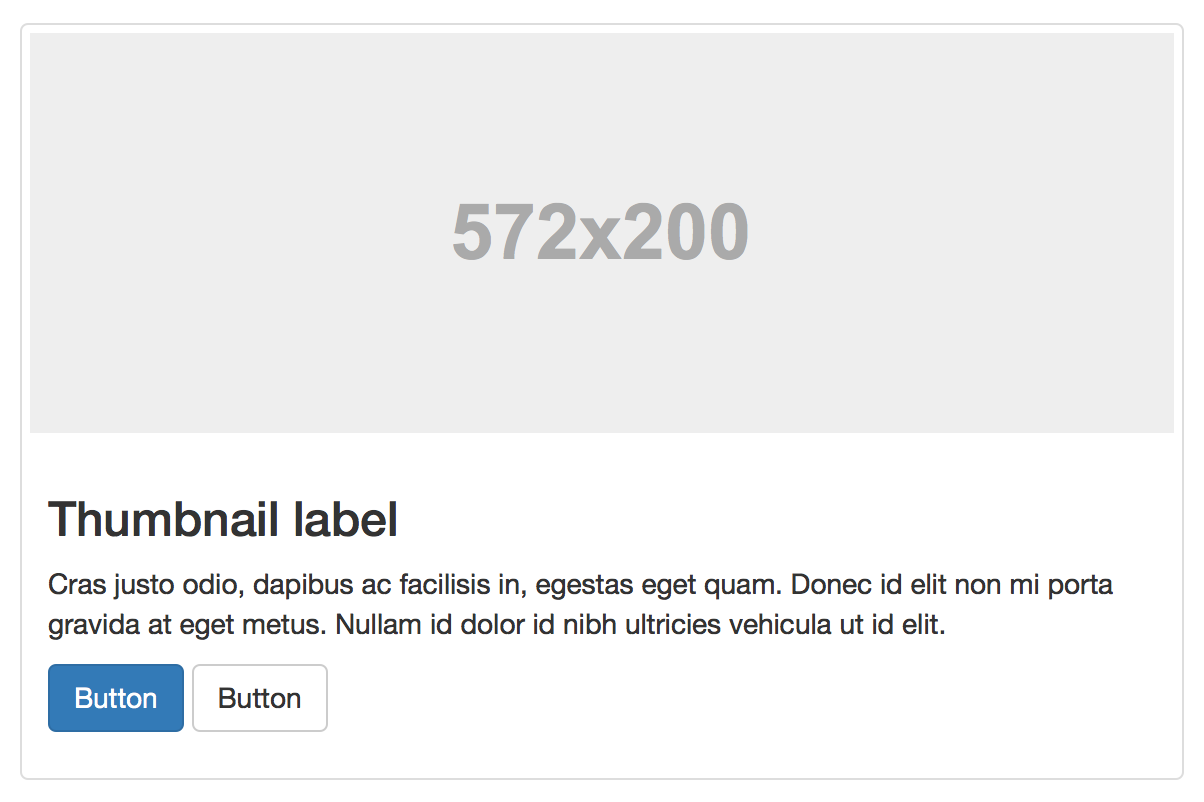 572x200
Thumbnail label
Cras justo odio, dapibus ac facilisis in, egestas eget quam. Donec id elit non mi porta
gravida at eget metus. Nullam id dolor id nibh ultricies vehicula ut id elit.
Button Button